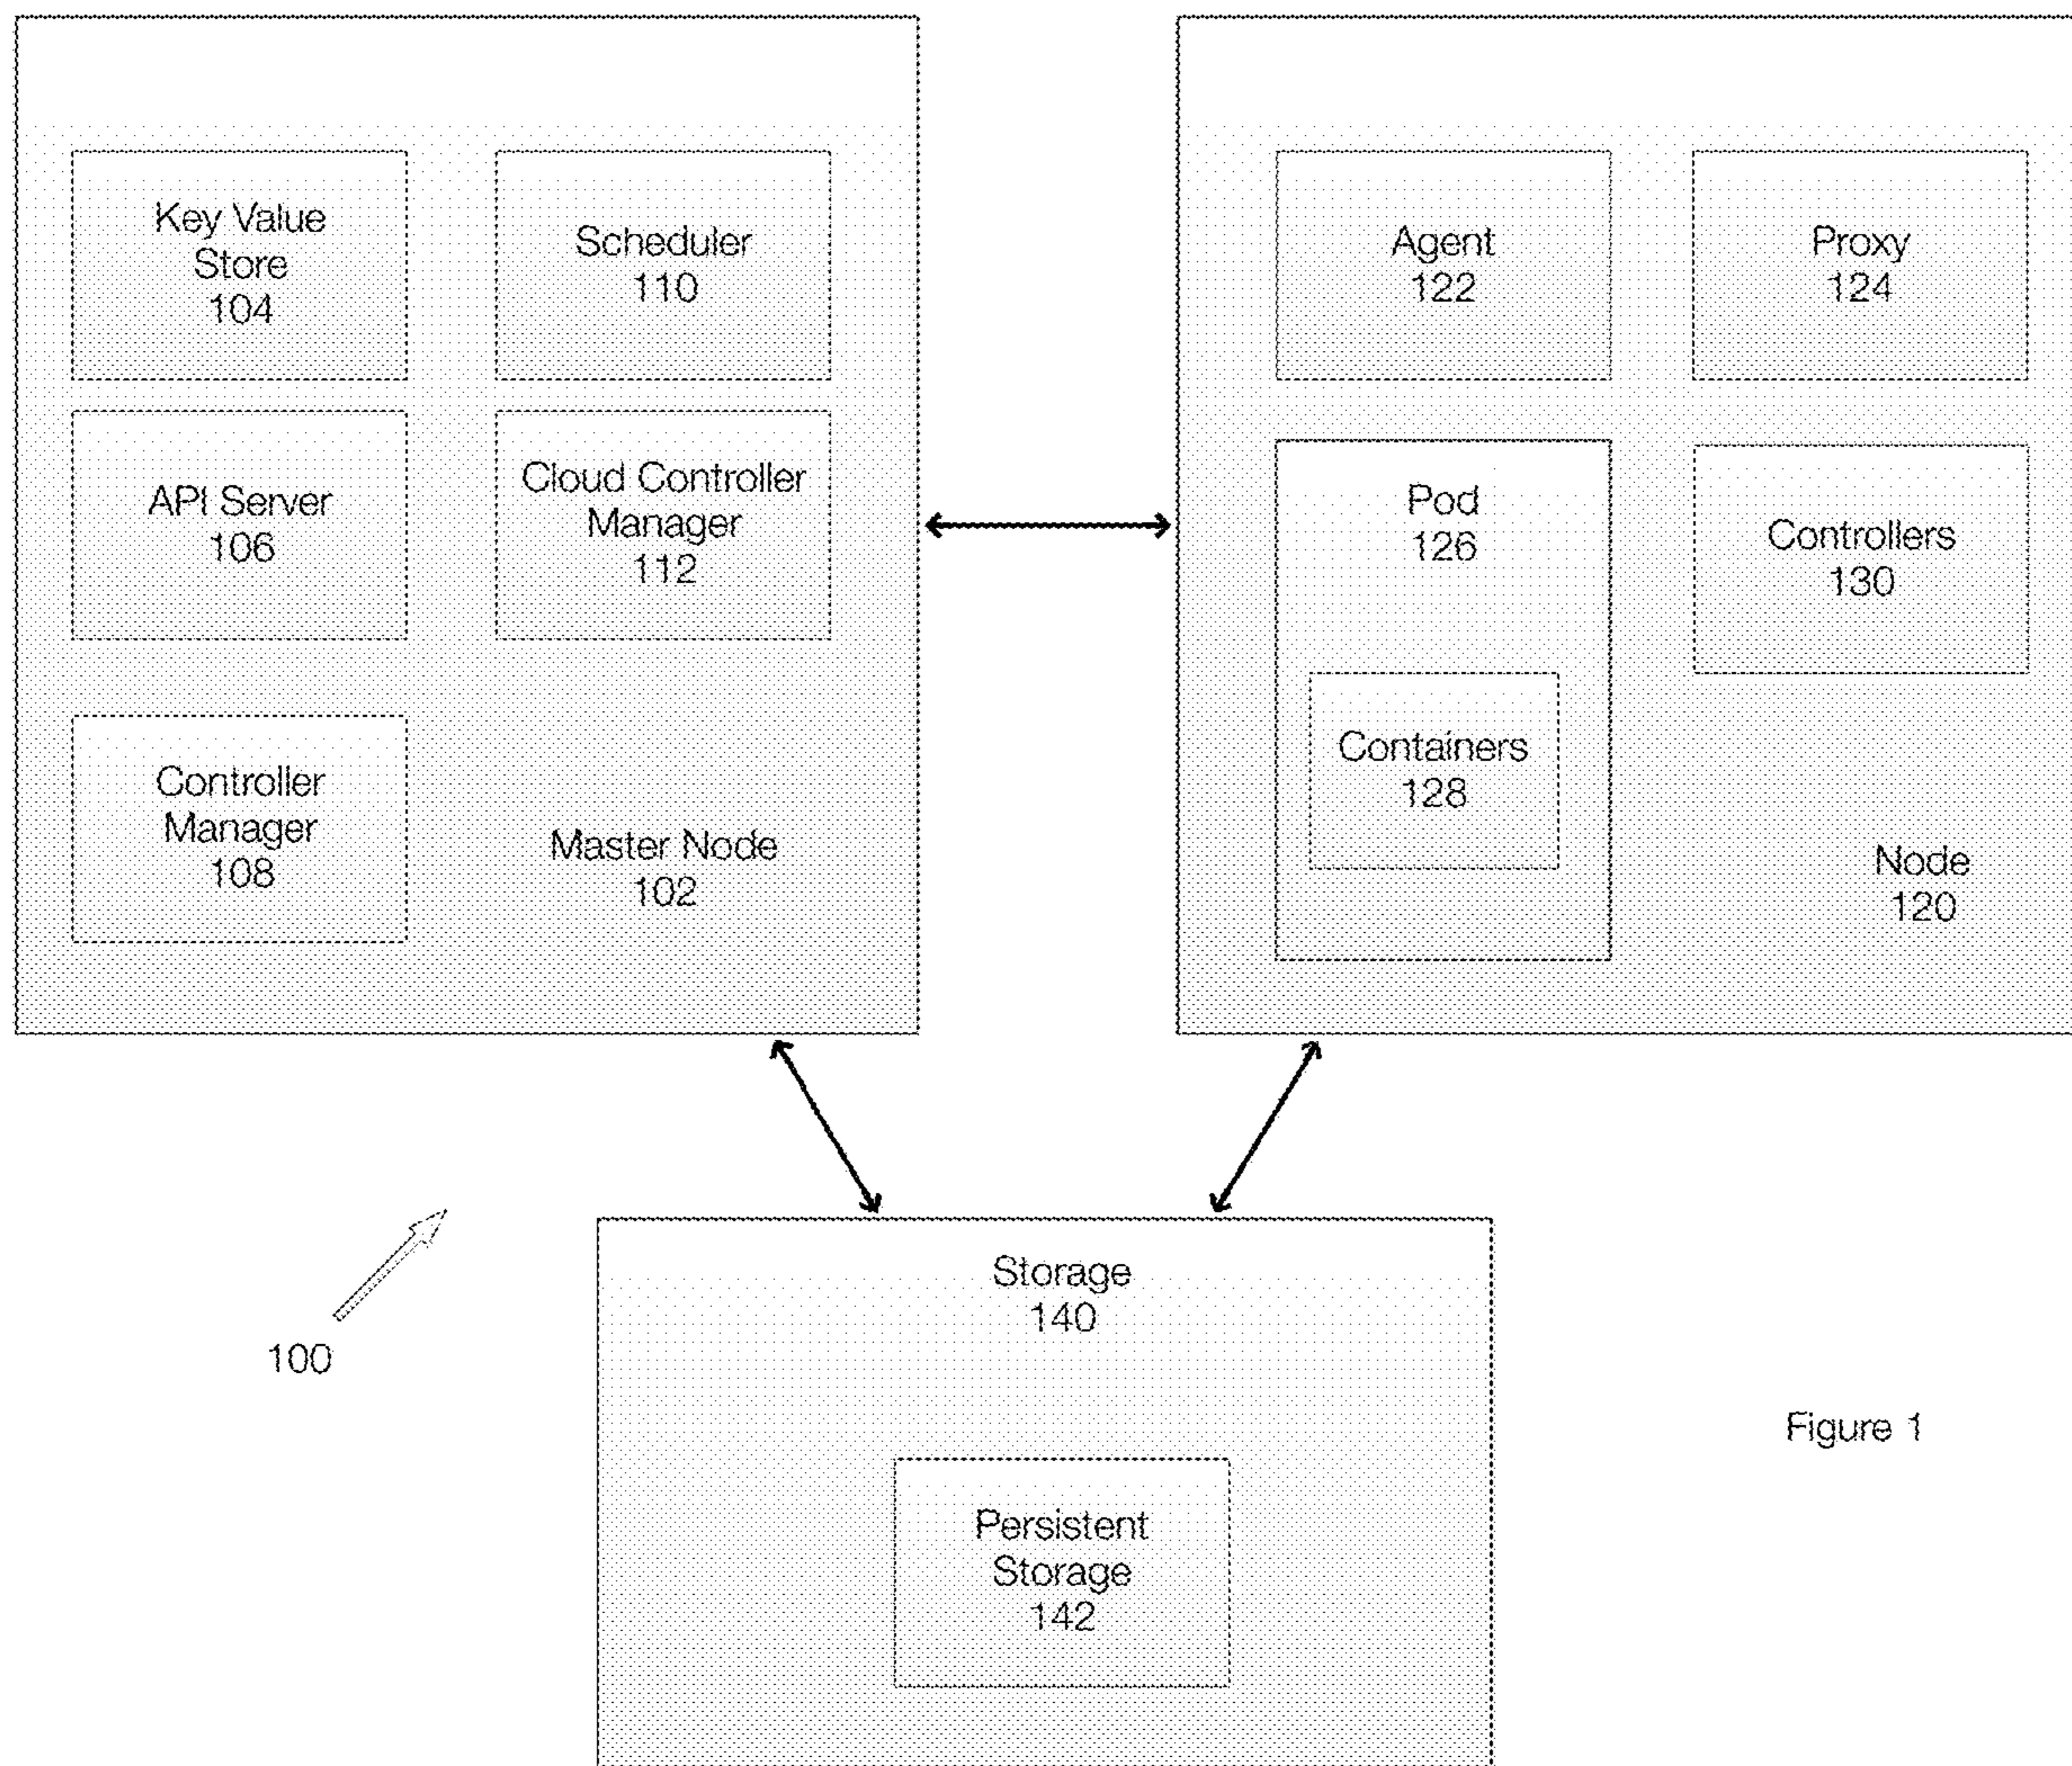 Key Value
Store
104
Scheduler
110
API Server
106
Cloud Controller
Manager
112
Controller
Manager
108
Master Node
102
Agent
122
Proxy
124
Pod
126
Controllers
130
Containers
128
Node
120
Storage
140
Persistent
Storage
142
100
Figure 1